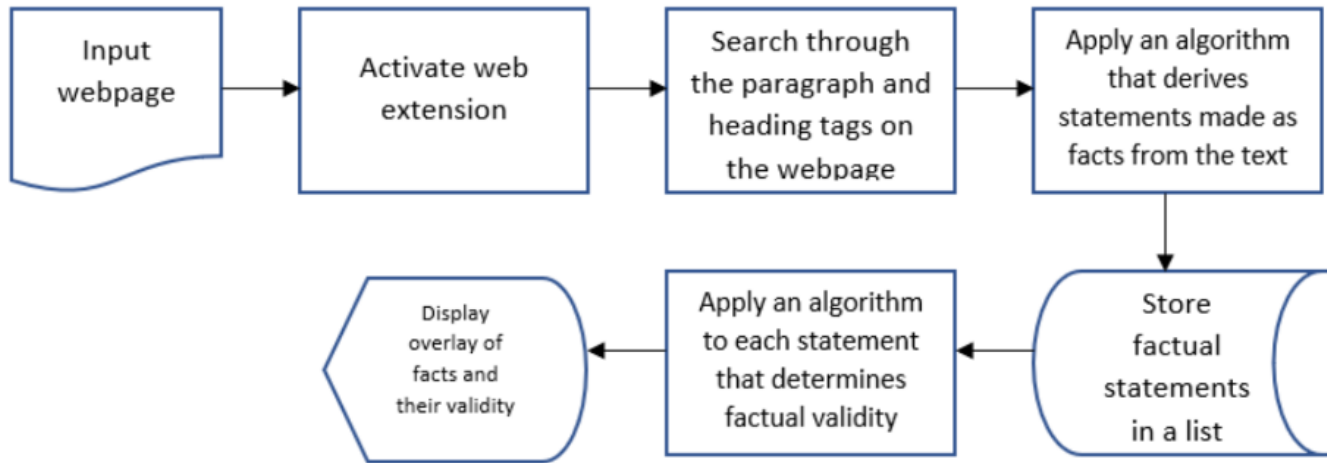 Input
webpage
Activate web
extension
Search through
the paragraph and
heading tags on
the webpage
Apply an algorithm
that derives
statements made as
facts from the text
Store
factual
statements
in a list
Apply an algorithm
to each statement
that determines
factual validity
Display
overlay of
facts and
their validity